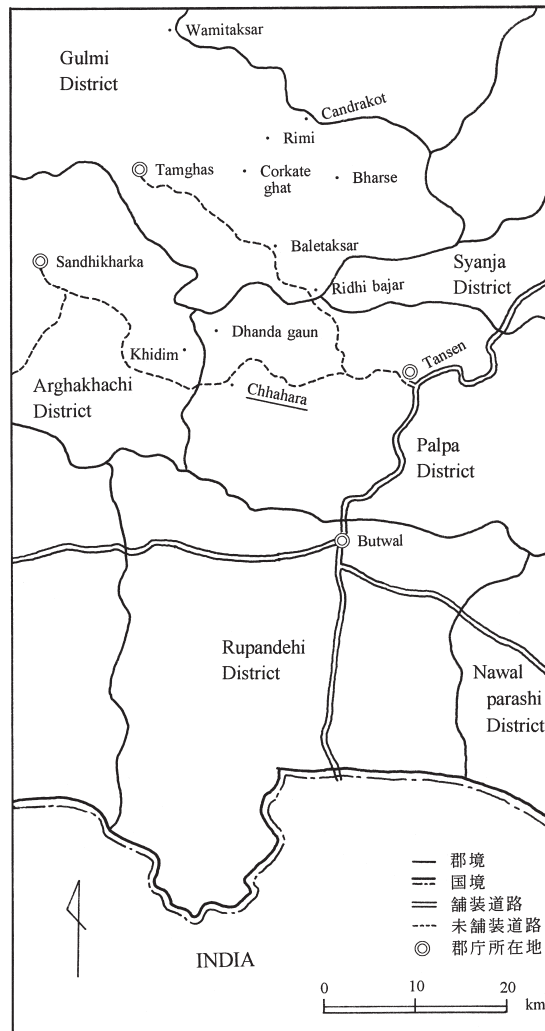 Wamitaksar
Gulmi
District
Candrakot
Rimi
Tamghas
Corkate
ghat
Bharse
Baletaksar
Sandhikharka
Syanja
District
Ridhi bajar
Dhanda gaun
Khidim
Tansen
Arghakhachi
District
Chhahara
Palpa
District
Butwal
Rupandehi
District
Nawal
parashi
District
郡境
国境
舗装道路
未舗装道路
郡庁所在地
INDIA
0 10 20
km